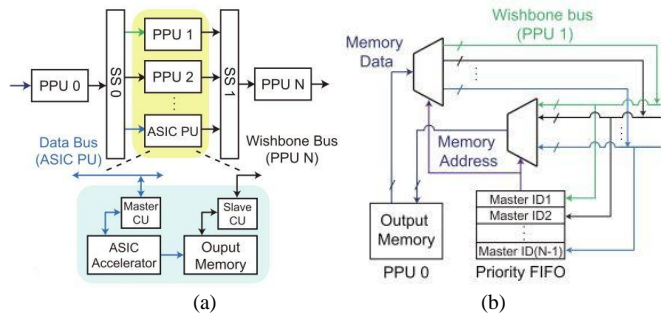 PPU 0
SS 0
PPU 1
PPU 2
⋮
ASIC PU
SS 1
PPU N
Data Bus
(ASIC PU)
Wishbone Bus
(PPU N)
Master
CU
Slave
CU
ASIC
Accelerator
Ouput
Memory
(a)
Memory
Data
Wishbone bus
(PPU 1)
Memory
Address
Output
Memory
PPU 0
Master ID1
Master ID2
⋮
Master ID(N-1)
Priority FIFO
(b)